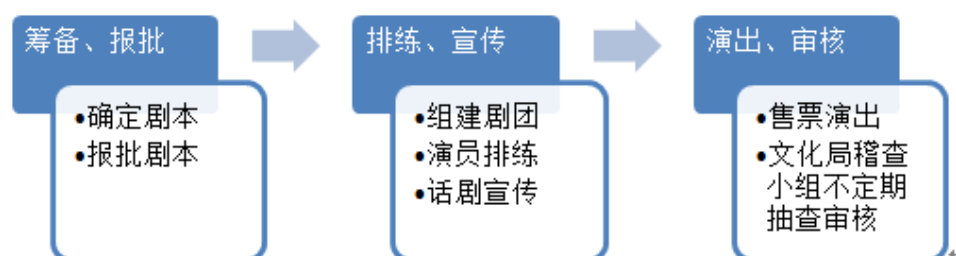 筹备、报批
•确定剧本
•报批剧本
排练、宣传
•组建剧团
•演员排练
•话剧宣传
演出、审核
•售票演出
•文化局稽查
小组不定期
抽查审核